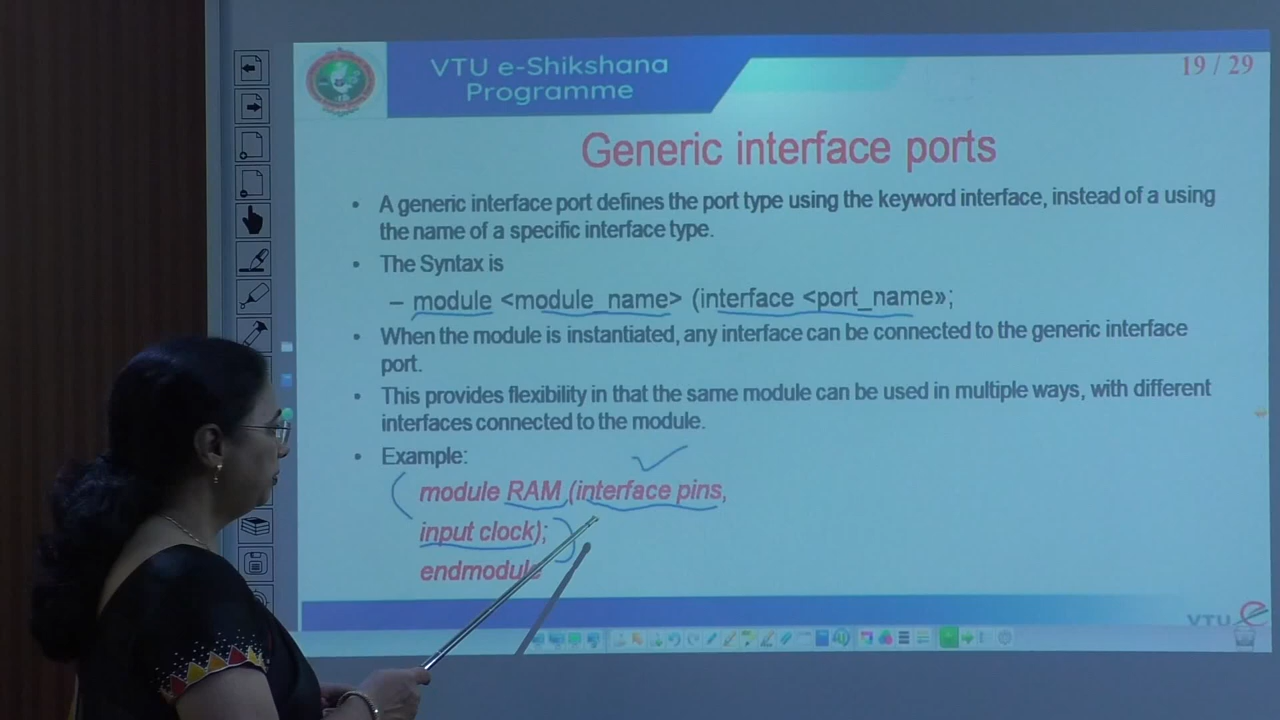 VTU e-Shikshana
Programme
19 / 29
Generic interface ports
• A generic interface port defines the port type using the keyword interface, instead of a using
the name of a specific interface type.
• The Syntax is
– module <module_name> (interface <port_name»;
• When the module is instantiated, any interface can be connected to the generic interface
port.
• This provides flexibility in that the same module can be used in multiple ways, with different
interfaces connected to the module.
• Example:
module RAM (interface pins,
input clock);
endmodule
VTU e